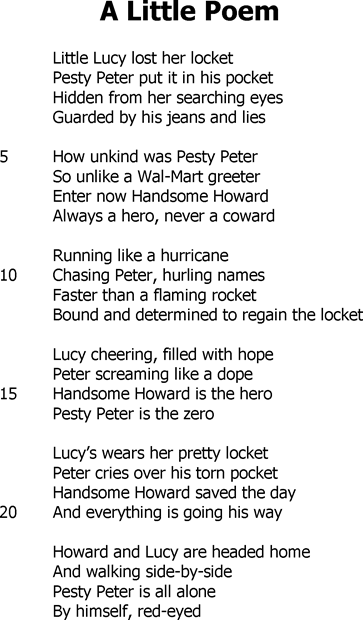 A Little Poem
Little Lucy lost her locket
Pesty Peter put it in his pocket
Hidden from her searching eyes
Guarded by his jeans and lies
5 How unkind was Pesty Peter
So unlike a Wal-Mart greeter
Enter now Handsome Howard
Always a hero, never a coward
Running like a hurricane
10 Chasing Peter, hurling names
Faster than a flaming rocket
Bound and determined to regain the locket
Lucy cheering, filled with hope
Peter screaming like a dope
15 Handsome Howard is the hero
Pesty Peter is the zero
Lucy’s wears her pretty locket
Peter cries over his torn pocket
Handsome Howard saved the day
20 And everything is going his way
Howard and Lucy are headed home
And walking side-by-side
Pesty Peter is all alone
By himself, red-eyed